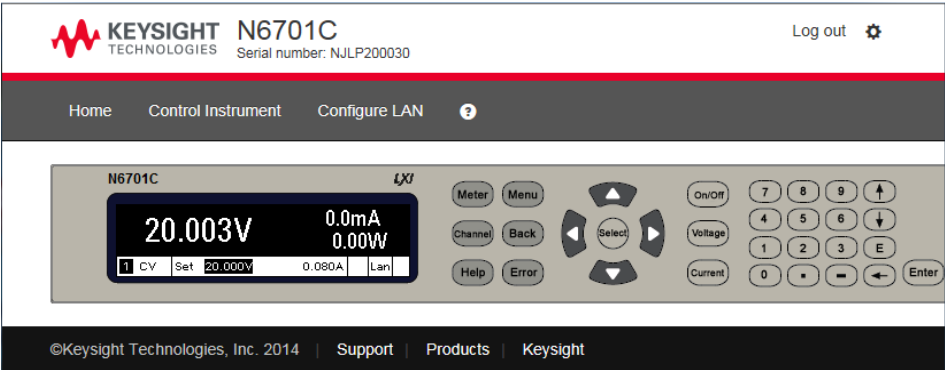 KEYSIGHT
TECHNOLOGIES
N6701C
Serial number: NJLP200030
Log out
Home Control Instrument Configure LAN ?
N6701C LXI
20.003V 0.0mA
0.00W
1 CV Set 20.000V 0.080A Lan
Meter Menu
Channel Back
Help Error
Select
On/Off
Voltage
Current
7 8 9
4 5 6
1 2 3 E
0 . - Enter
©Keysight Technologies, Inc. 2014 | Support | Products | Keysight